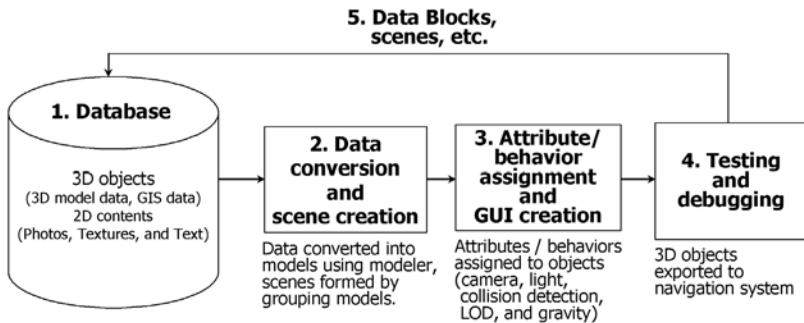 5. Data Blocks,
scenes, etc.
1. Database
3D objects
(3D model data, GIS data)
2D contents
(Photos, Textures, and Text)
2. Data
conversion
and
scene creation
Data converted into
models using modeler,
scenes formed by
grouping models.
3. Attribute/
behavior
assignment
and
GUI creation
Attributes / behaviors
assigned to objects
(camera, light,
collision detection,
LOD, and gravity)
4. Testing
and
debugging
3D objects
exported to
navigation system